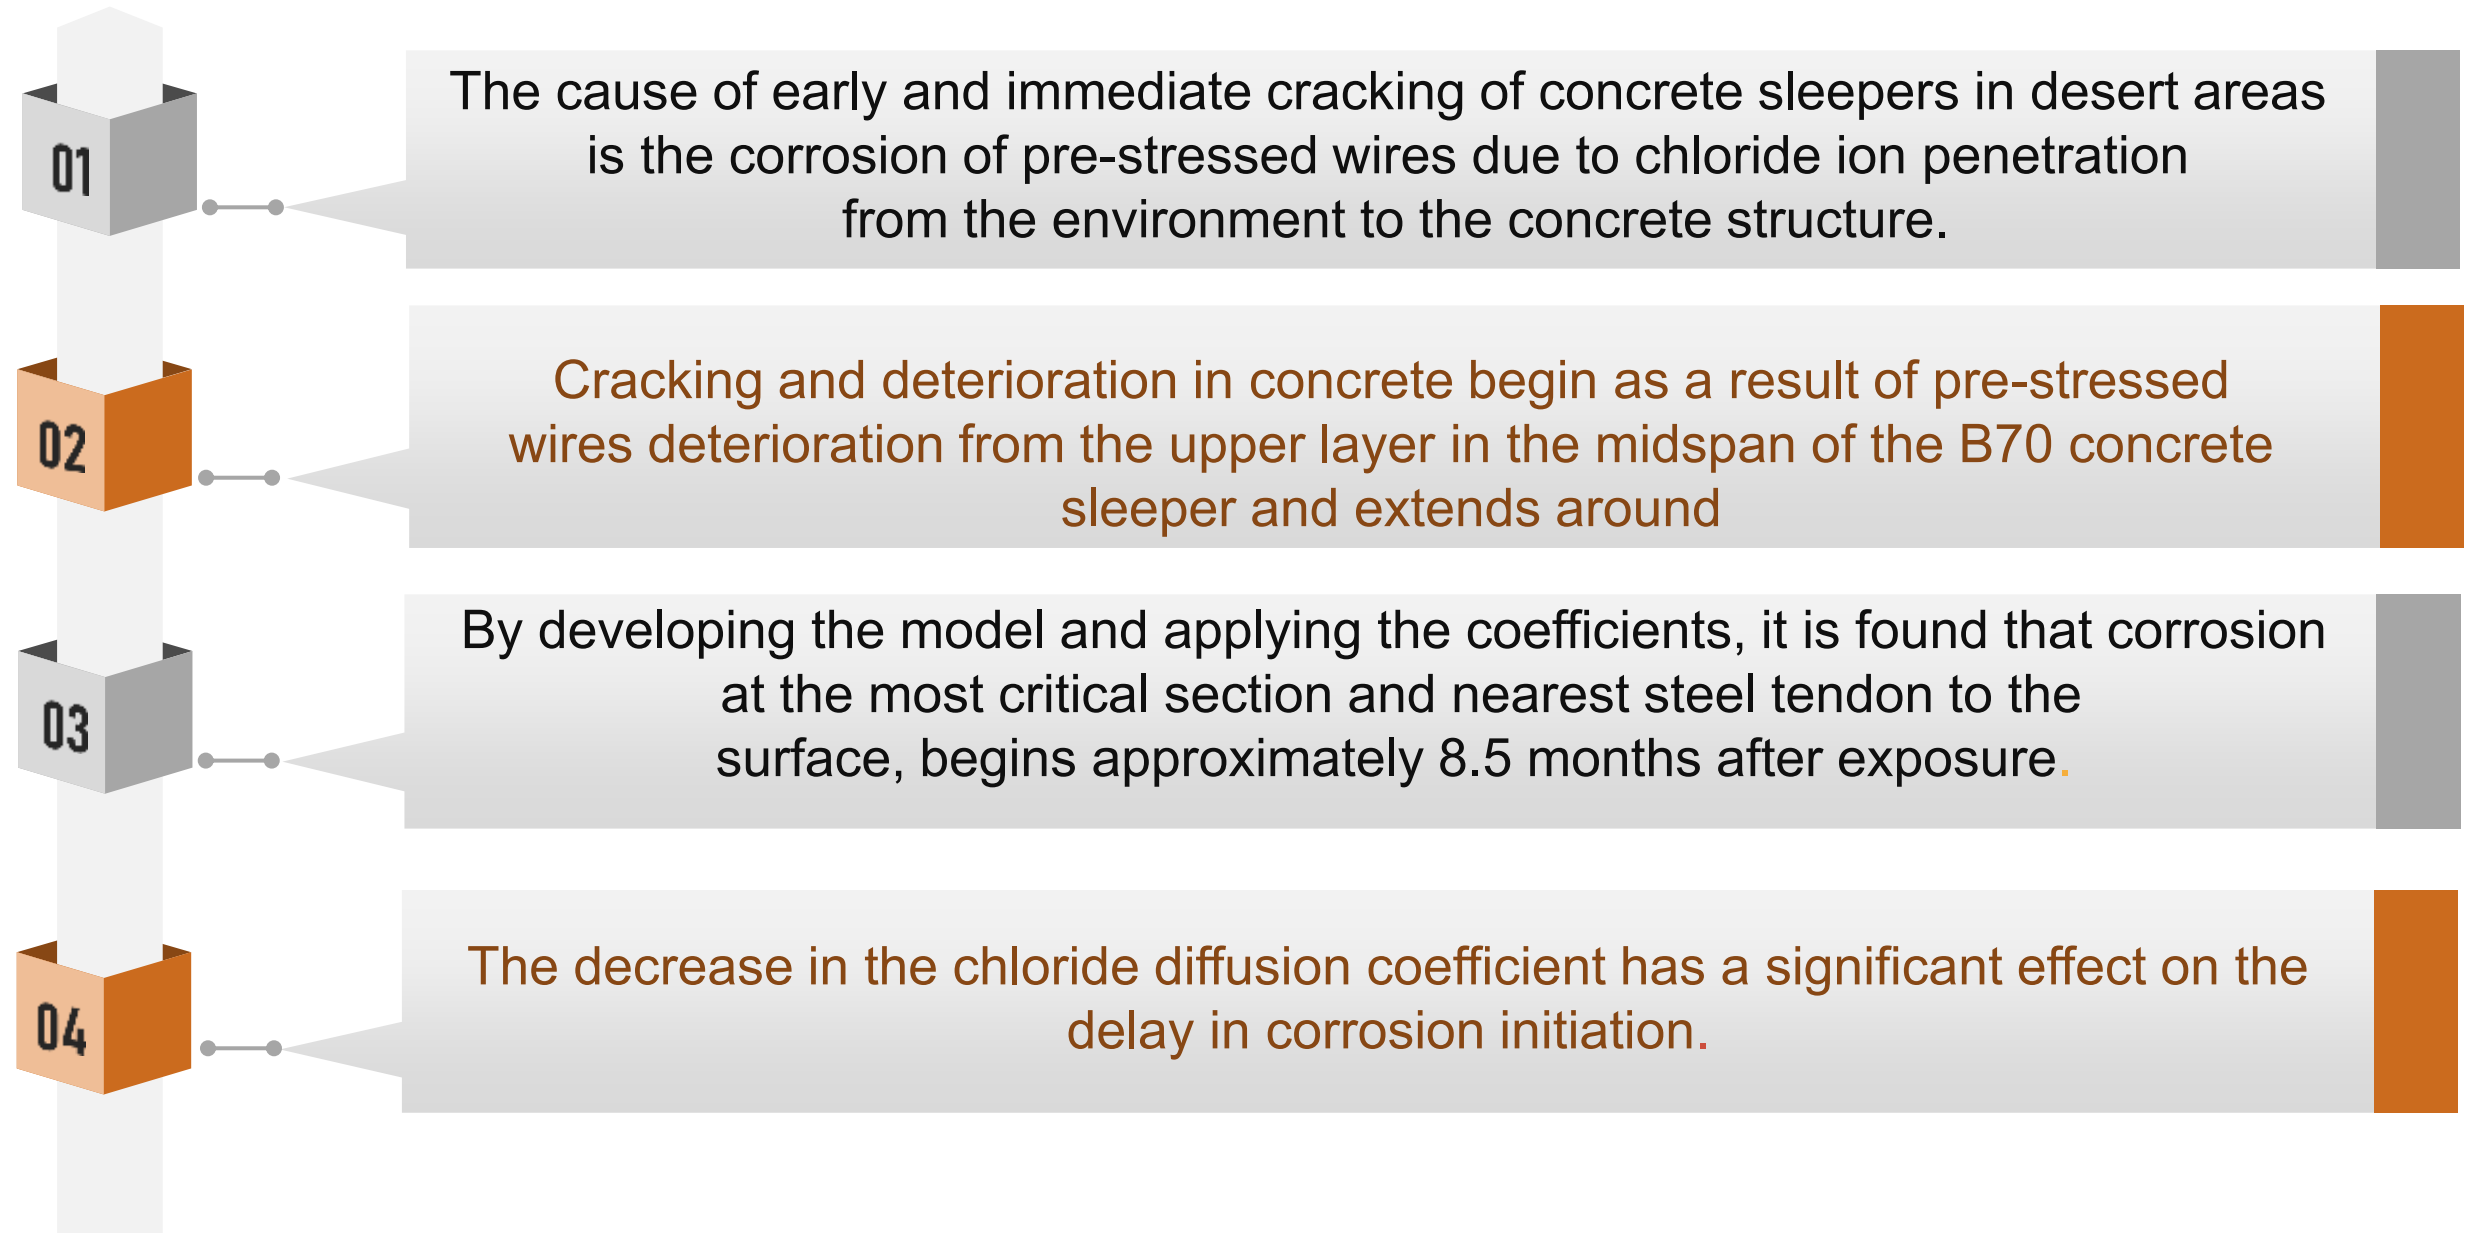 01
The cause of early and immediate cracking of concrete sleepers in desert areas
is the corrosion of pre-stressed wires due to chloride ion penetration
from the environment to the concrete structure.
02
Cracking and deterioration in concrete begin as a result of pre-stressed
wires deterioration from the upper layer in the midspan of the B70 concrete
sleeper and extends around
03
By developing the model and applying the coefficients, it is found that corrosion
at the most critical section and nearest steel tendon to the
surface, begins approximately 8.5 months after exposure.
04
The decrease in the chloride diffusion coefficient has a significant effect on the
delay in corrosion initiation.